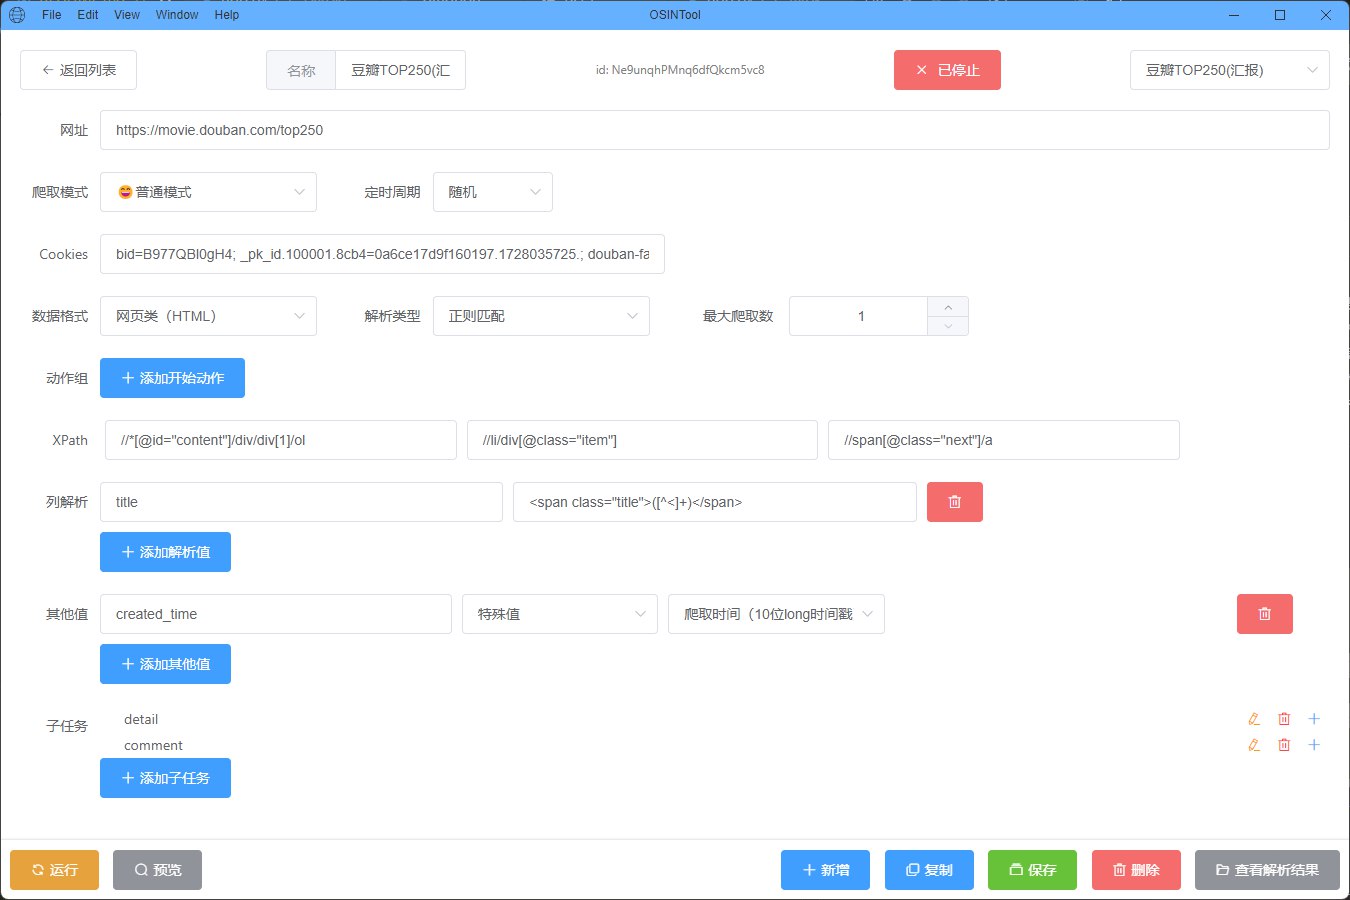 File Edit View Window Help OSINTool
返回列表 名称 豆瓣TOP250(汇 id: Ne9unqhPMnq6dfQkcm5vc8 已停止 豆瓣TOP250(汇报)
网址 https://movie.douban.com/top250
爬取模式 😄普通模式 定时周期 随机
Cookies bid=B977QBl0gH4; _pk_id.100001.8cb4=0a6ce17d9f160197.1728035725.; douban-fa
数据格式 网页类（HTML） 解析类型 正则匹配 最大爬取数 1
动作组 添加开始动作
XPath //*[@id="content"]/div/div[1]/ol //li/div[@class="item"] //span[@class="next"]/a
列解析 title <span class="title">([^<]+)</span>
添加解析值
其他值 created_time 特殊值 爬取时间（10位long时间戳
添加其他值
子任务 detail
comment
添加子任务
运行 预览 新增 复制 保存 删除 查看解析结果